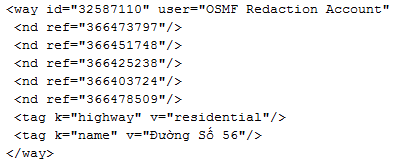 <way id="32587110" user="OSMF Redaction Account"
<nd ref="366473797"/>
<nd ref="366451748"/>
<nd ref="366425238"/>
<nd ref="366403724"/>
<nd ref="366478509"/>
<tag k="highway" v="residential"/>
<tag k="name" v="Đường Số 56"/>
</way>